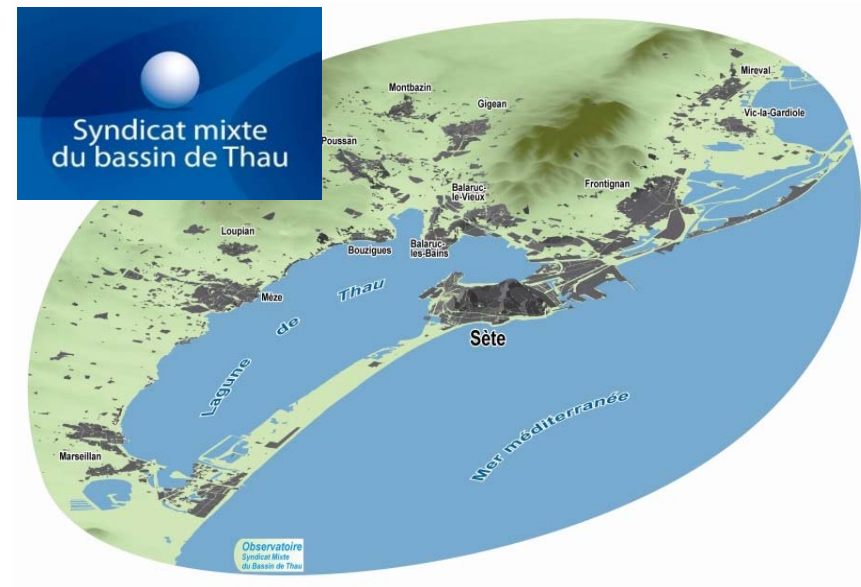 Syndicat mixte
du bassin de Thau
Montbazin
Gigean
Mireval
Vic-la-Gardiole
Poussan
Balaruc-
le-Vieux
Frontignan
Loupian
Bouzigues
Balaruc-
les-Bains
Mèze
Lagune de Thau
Sète
Mer méditerranée
Marseillan
Observatoire
Syndicat Mixte
du Bassin de Thau